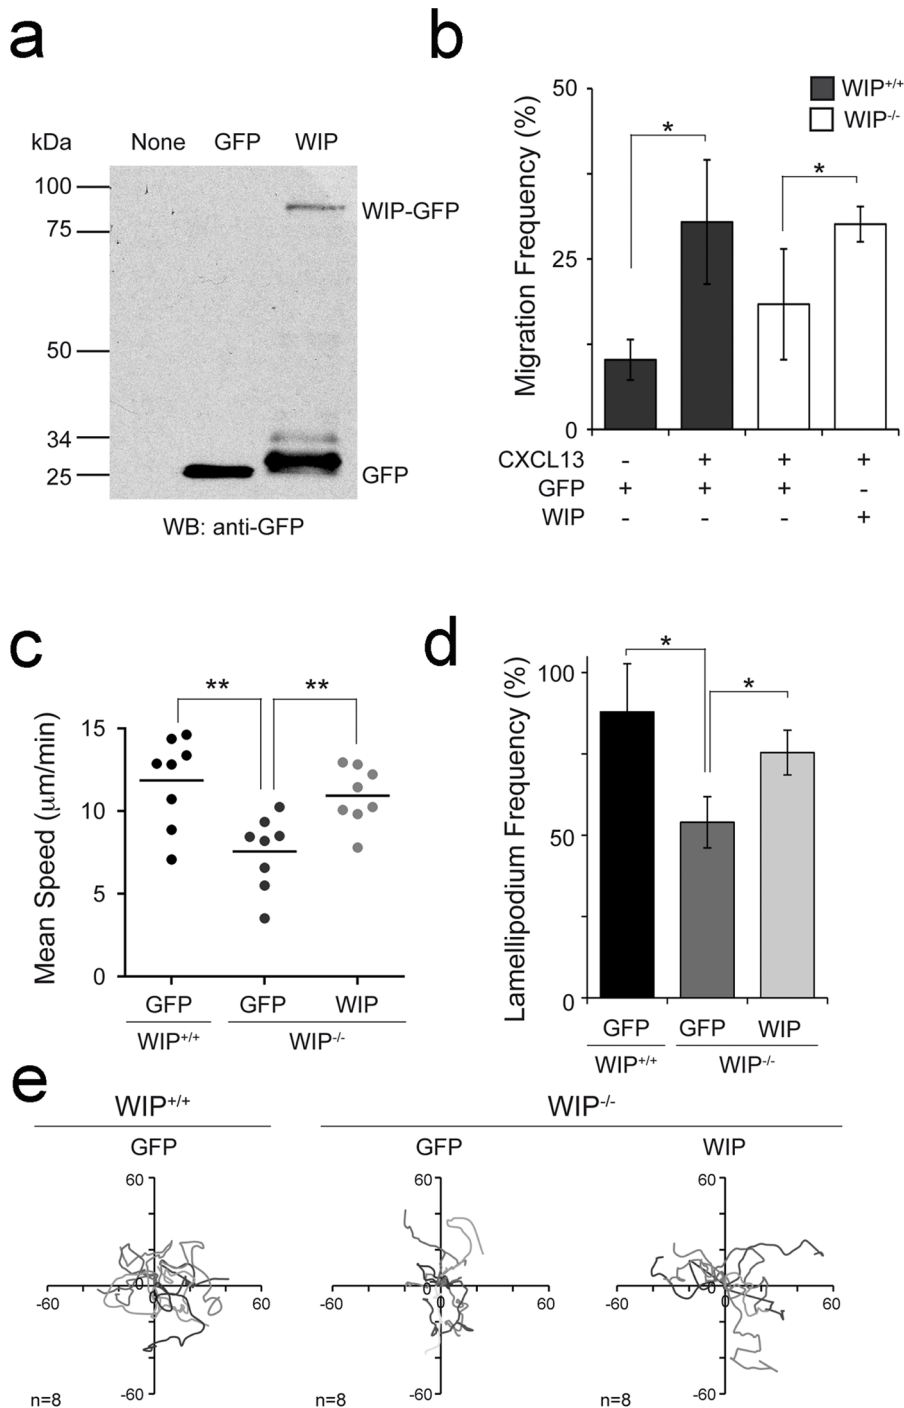 a
kDa None GFP WIP
100
WIP-GFP
75
50
34
25
GFP
WB: anti-GFP
b
Migration Frequency (%)
50
25
0
WIP+/+
WIP-/-
*
*
CXCL13 - + + +
GFP + + + -
WIP - - - +
c
Mean Speed (μm/min)
15
10
5
0
**
**
GFP GFP WIP
WIP+/+ WIP-/-
d
Lamellipodium Frequency (%)
100
50
0
*
*
GFP GFP WIP
WIP+/+ WIP-/-
e
WIP+/+ WIP-/-
GFP GFP WIP
60 60 60
-60 0 60 -60 0 60 -60 0 60
-60 -60 -60
n=8 n=8 n=8